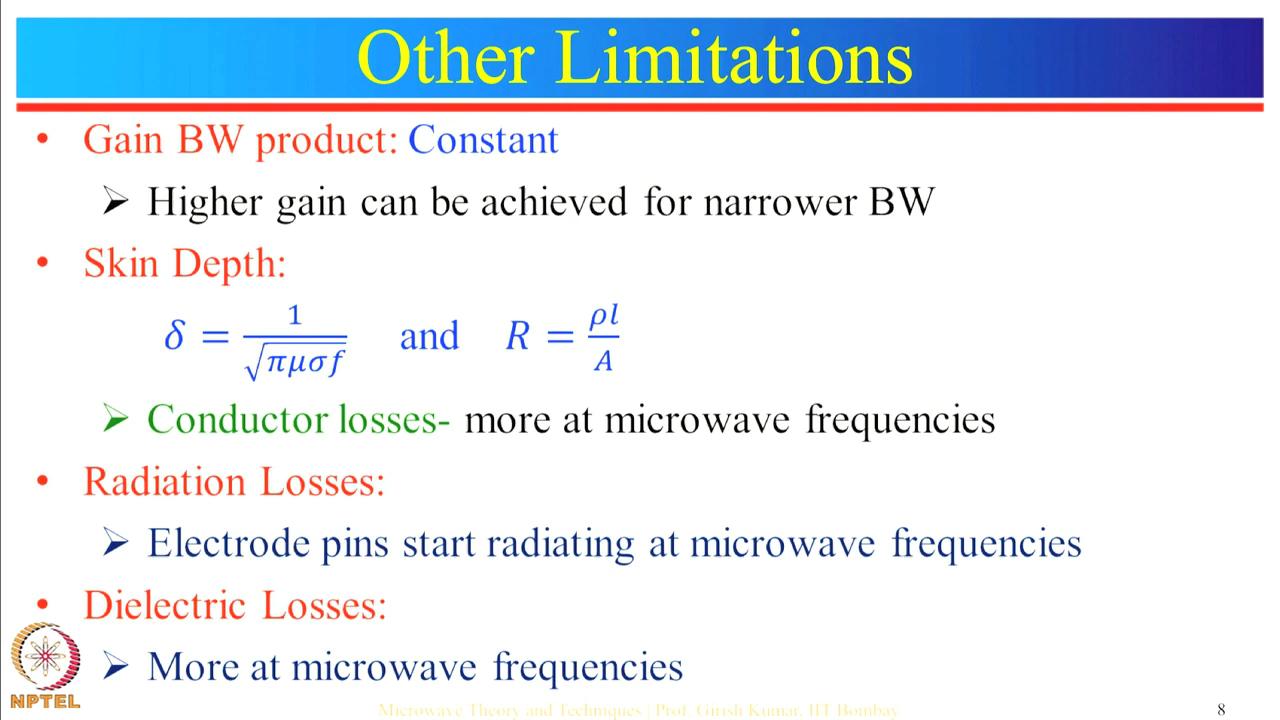 Other Limitations
• Gain BW product: Constant
➢ Higher gain can be achieved for narrower BW
• Skin Depth:
δ = 1/√(πμσf) and R = ρl/A
➢ Conductor losses- more at microwave frequencies
• Radiation Losses:
➢ Electrode pins start radiating at microwave frequencies
• Dielectric Losses:
➢ More at microwave frequencies
NPTEL
Microwave Theory and Techniques | Prof. Girish Kumar, IIT Bombay
8